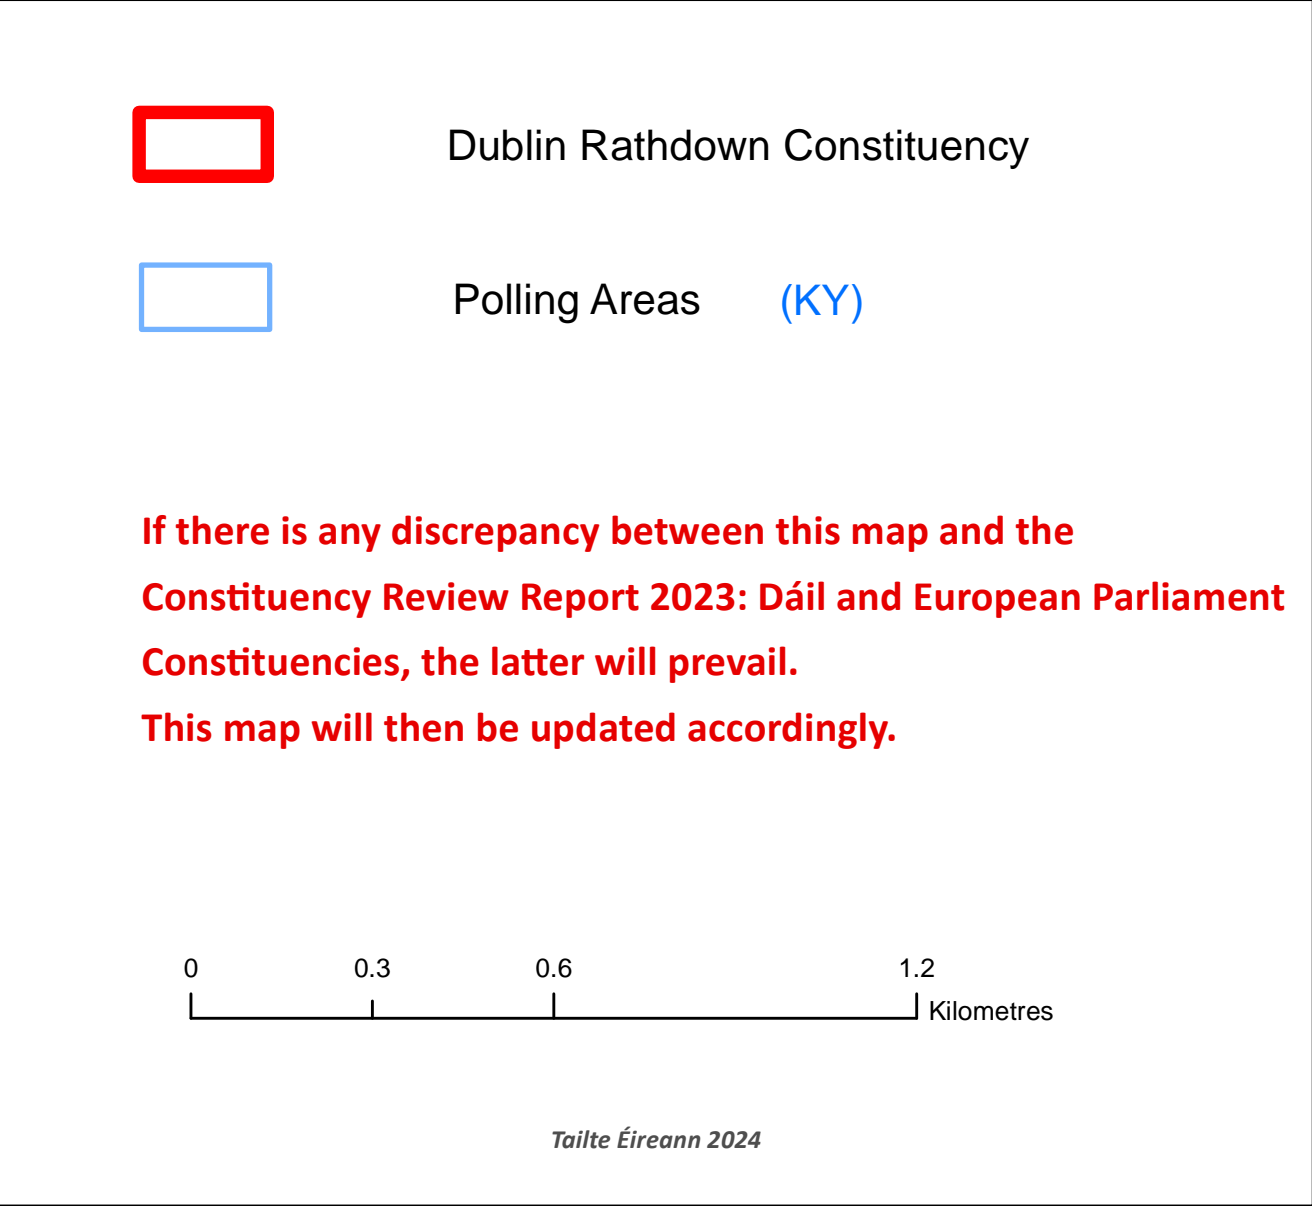 Dublin Rathdown Constituency
Polling Areas (KY)
If there is any discrepancy between this map and the
Constituency Review Report 2023: Dáil and European Parliament
Constituencies, the latter will prevail.
This map will then be updated accordingly.
0 0.3 0.6 1.2
Kilometres
Tailte Éireann 2024